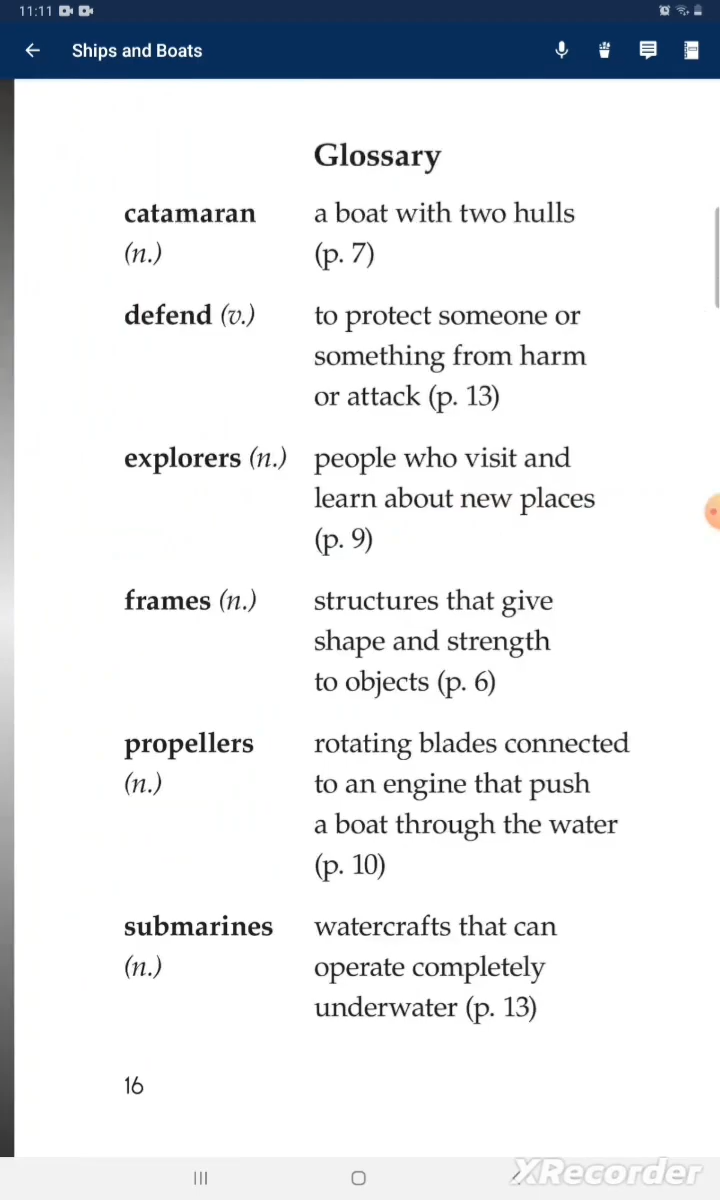 11:11
Ships and Boats
Glossary
catamaran a boat with two hulls
(n.) (p. 7)
defend (v.) to protect someone or
something from harm
or attack (p. 13)
explorers (n.) people who visit and
learn about new places
(p. 9)
frames (n.) structures that give
shape and strength
to objects (p. 6)
propellers rotating blades connected
(n.) to an engine that push
a boat through the water
(p. 10)
submarines watercrafts that can
(n.) operate completely
underwater (p. 13)
16
XRecorder